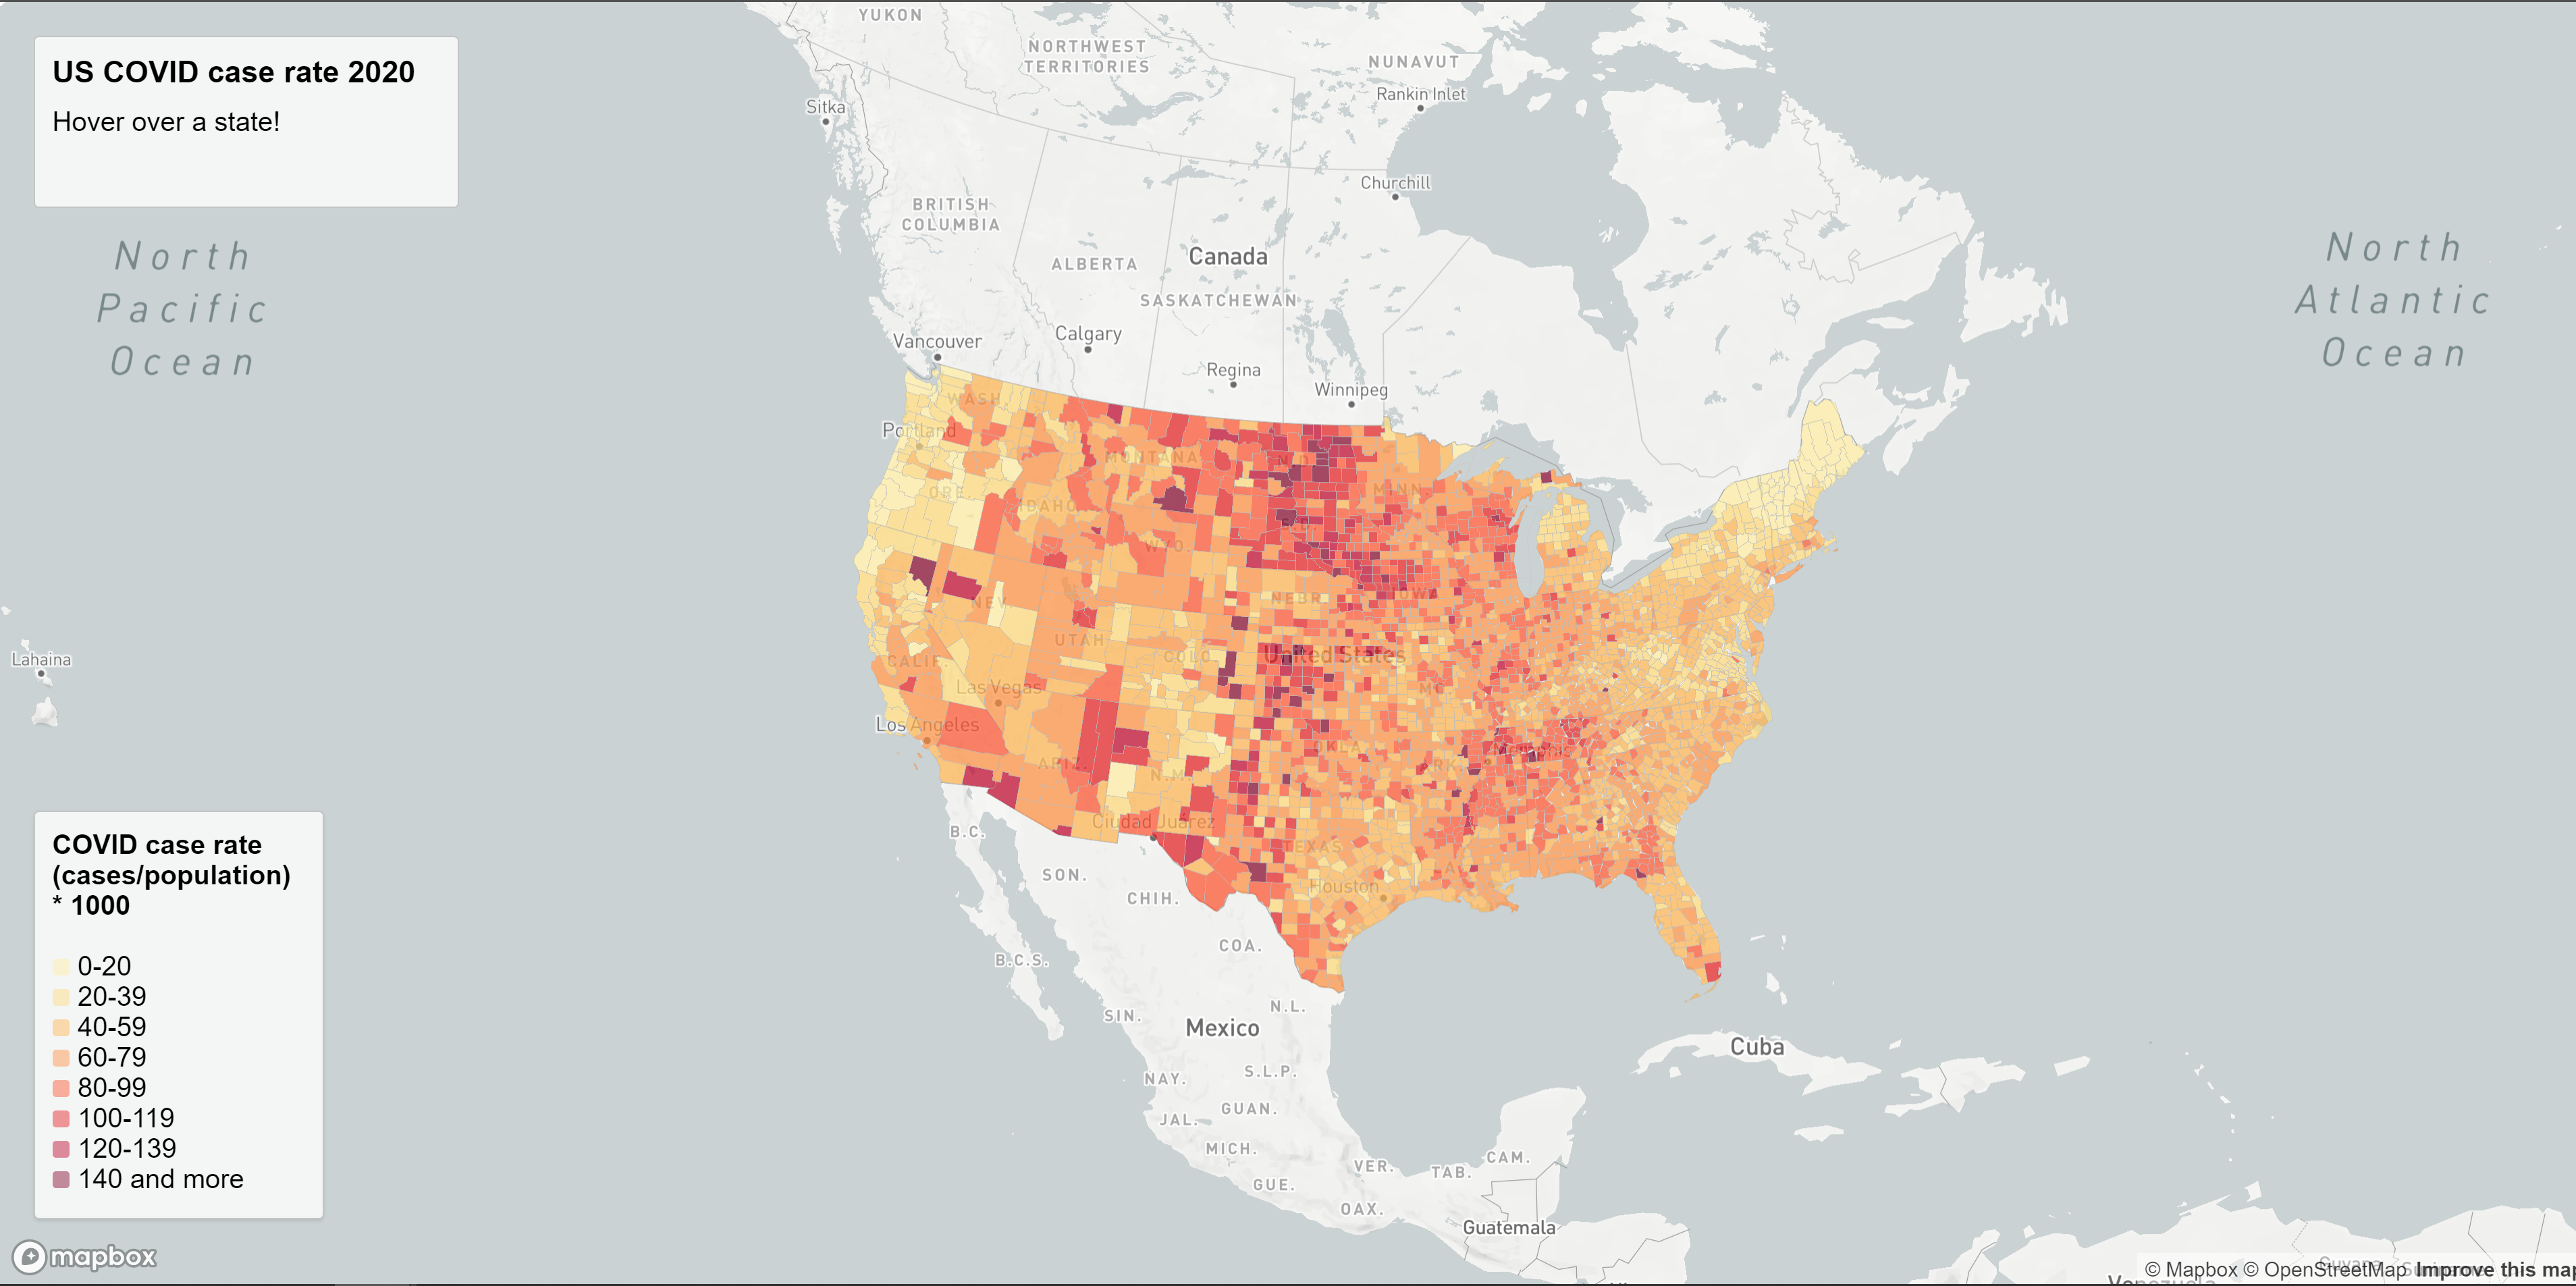 US COVID case rate 2020
Hover over a state!
YUKON
NORTHWEST
TERRITORIES
NUNAVUT
Rankin Inlet
Sitka
Churchill
BRITISH
COLUMBIA
ALBERTA
Canada
SASKATCHEWAN
North
Pacific
Ocean
North
Atlantic
Ocean
Vancouver
Calgary
Regina
Winnipeg
WASH.
Portland
MONTANA
N.D.
ORE.
IDAHO
MINN.
S.D.
WYO.
NEV.
NEBR.
IOWA
UTAH
COLO.
United States
CALIF.
Las Vegas
MO.
Los Angeles
ARIZ.
N.M.
OKLA.
ARK.
Memphis
Lahaina
Ciudad Juárez
TEXAS
LA.
Houston
B.C.
SON.
CHIH.
COA.
B.C.S.
N.L.
SIN.
Mexico
Cuba
NAY.
S.L.P.
GUAN.
JAL.
MICH.
VER.
TAB.
CAM.
GUE.
OAX.
Guatemala
COVID case rate
(cases/population)
* 1000
0-20
20-39
40-59
60-79
80-99
100-119
120-139
140 and more
mapbox
© Mapbox © OpenStreetMap Improve this map